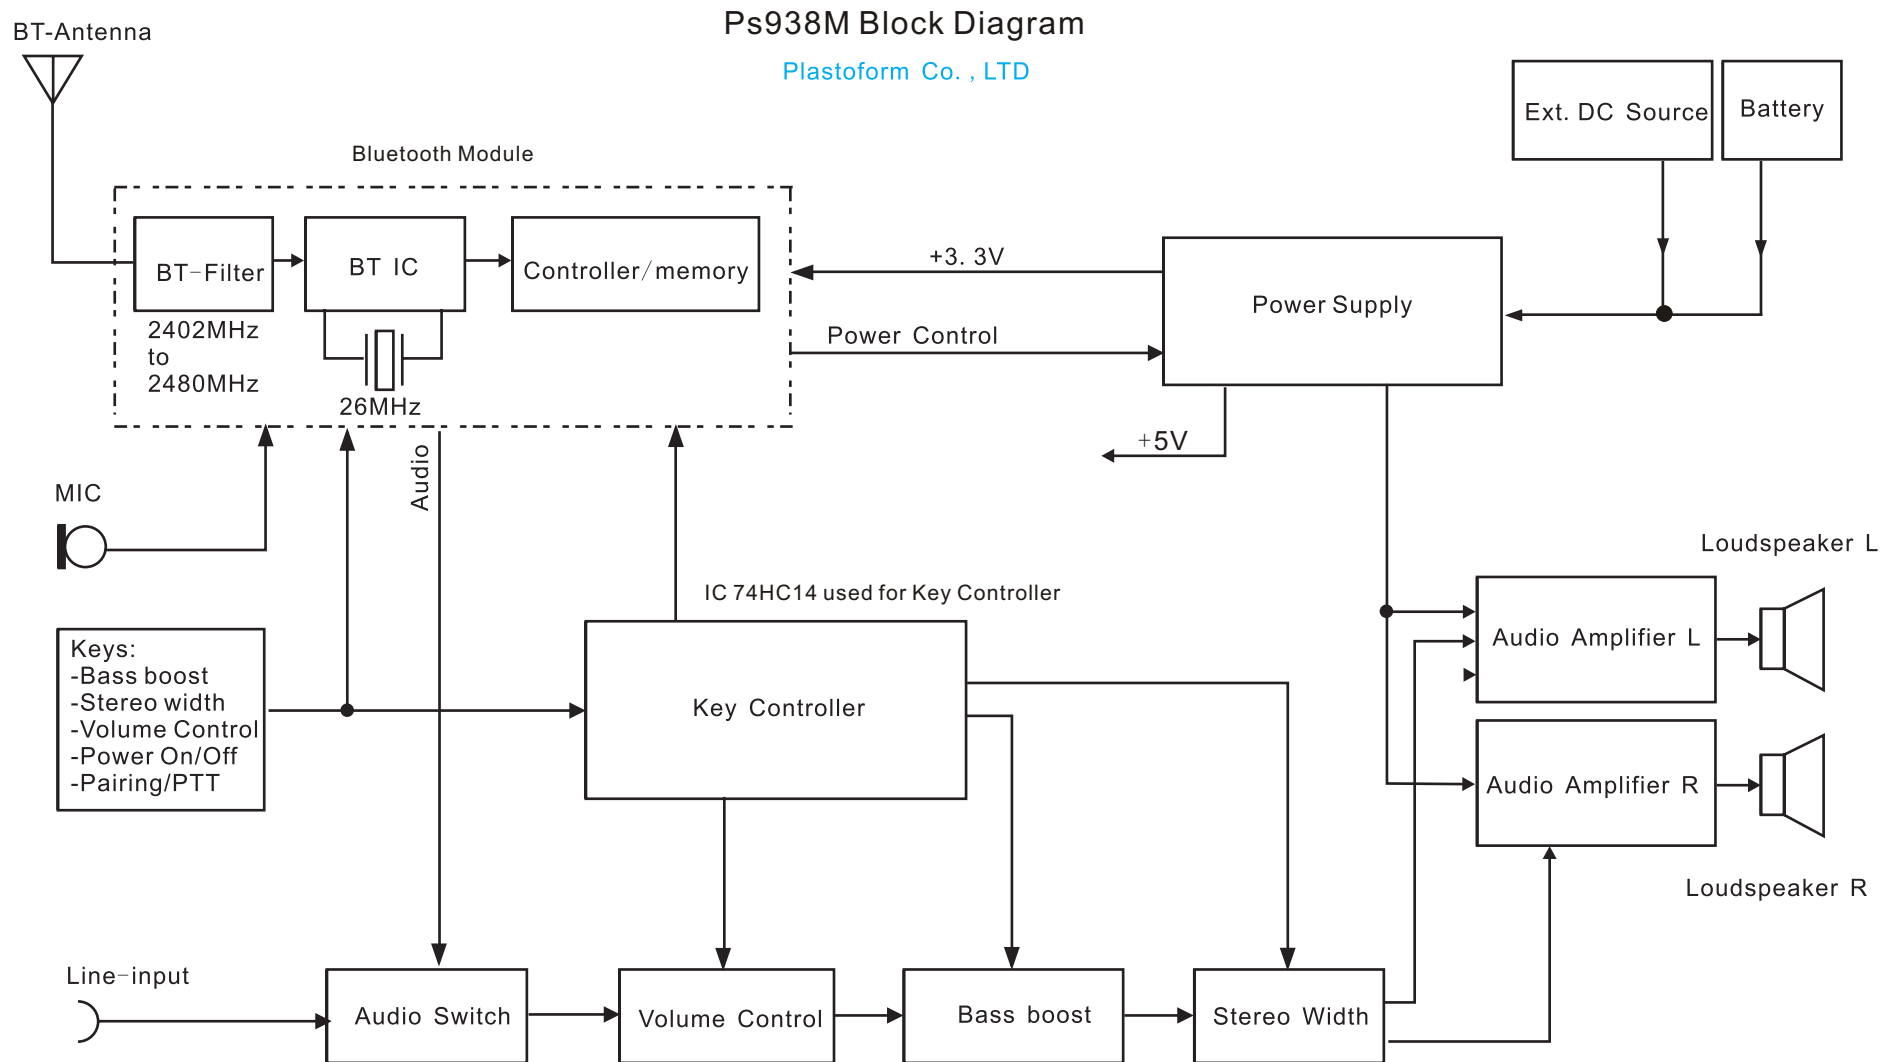 Ps938M Block Diagram
Plastoform Co. , LTD
BT-Antenna
Ext. DC Source
Battery
Bluetooth Module
BT-Filter
BT IC
Controller/memory
2402MHz
to
2480MHz
26MHz
+3. 3V
Power Control
Power Supply
+5V
Audio
MIC
Loudspeaker L
IC 74HC14 used for Key Controller
Keys:
-Bass boost
-Stereo width
-Volume Control
-Power On/Off
-Pairing/PTT
Key Controller
Audio Amplifier L
Audio Amplifier R
Loudspeaker R
Line-input
Audio Switch
Volume Control
Bass boost
Stereo Width